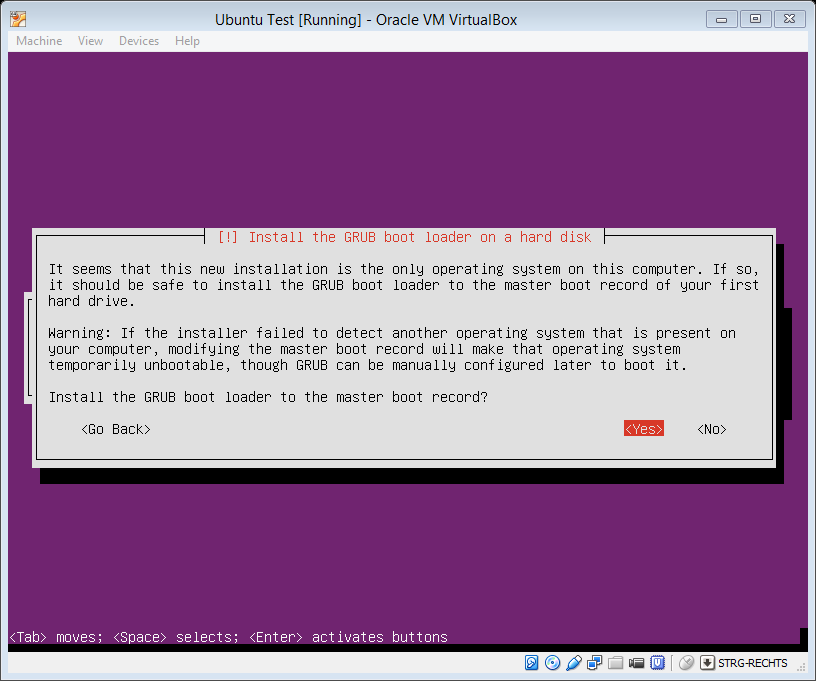 Ubuntu Test [Running] - Oracle VM VirtualBox
Machine View Devices Help
[!] Install the GRUB boot loader on a hard disk
It seems that this new installation is the only operating system on this computer. If so,
it should be safe to install the GRUB boot loader to the master boot record of your first
hard drive.
Warning: If the installer failed to detect another operating system that is present on
your computer, modifying the master boot record will make that operating system
temporarily unbootable, though GRUB can be manually configured later to boot it.
Install the GRUB boot loader to the master boot record?
<Go Back> <Yes> <No>
<Tab> moves; <Space> selects; <Enter> activates buttons
STRG-RECHTS